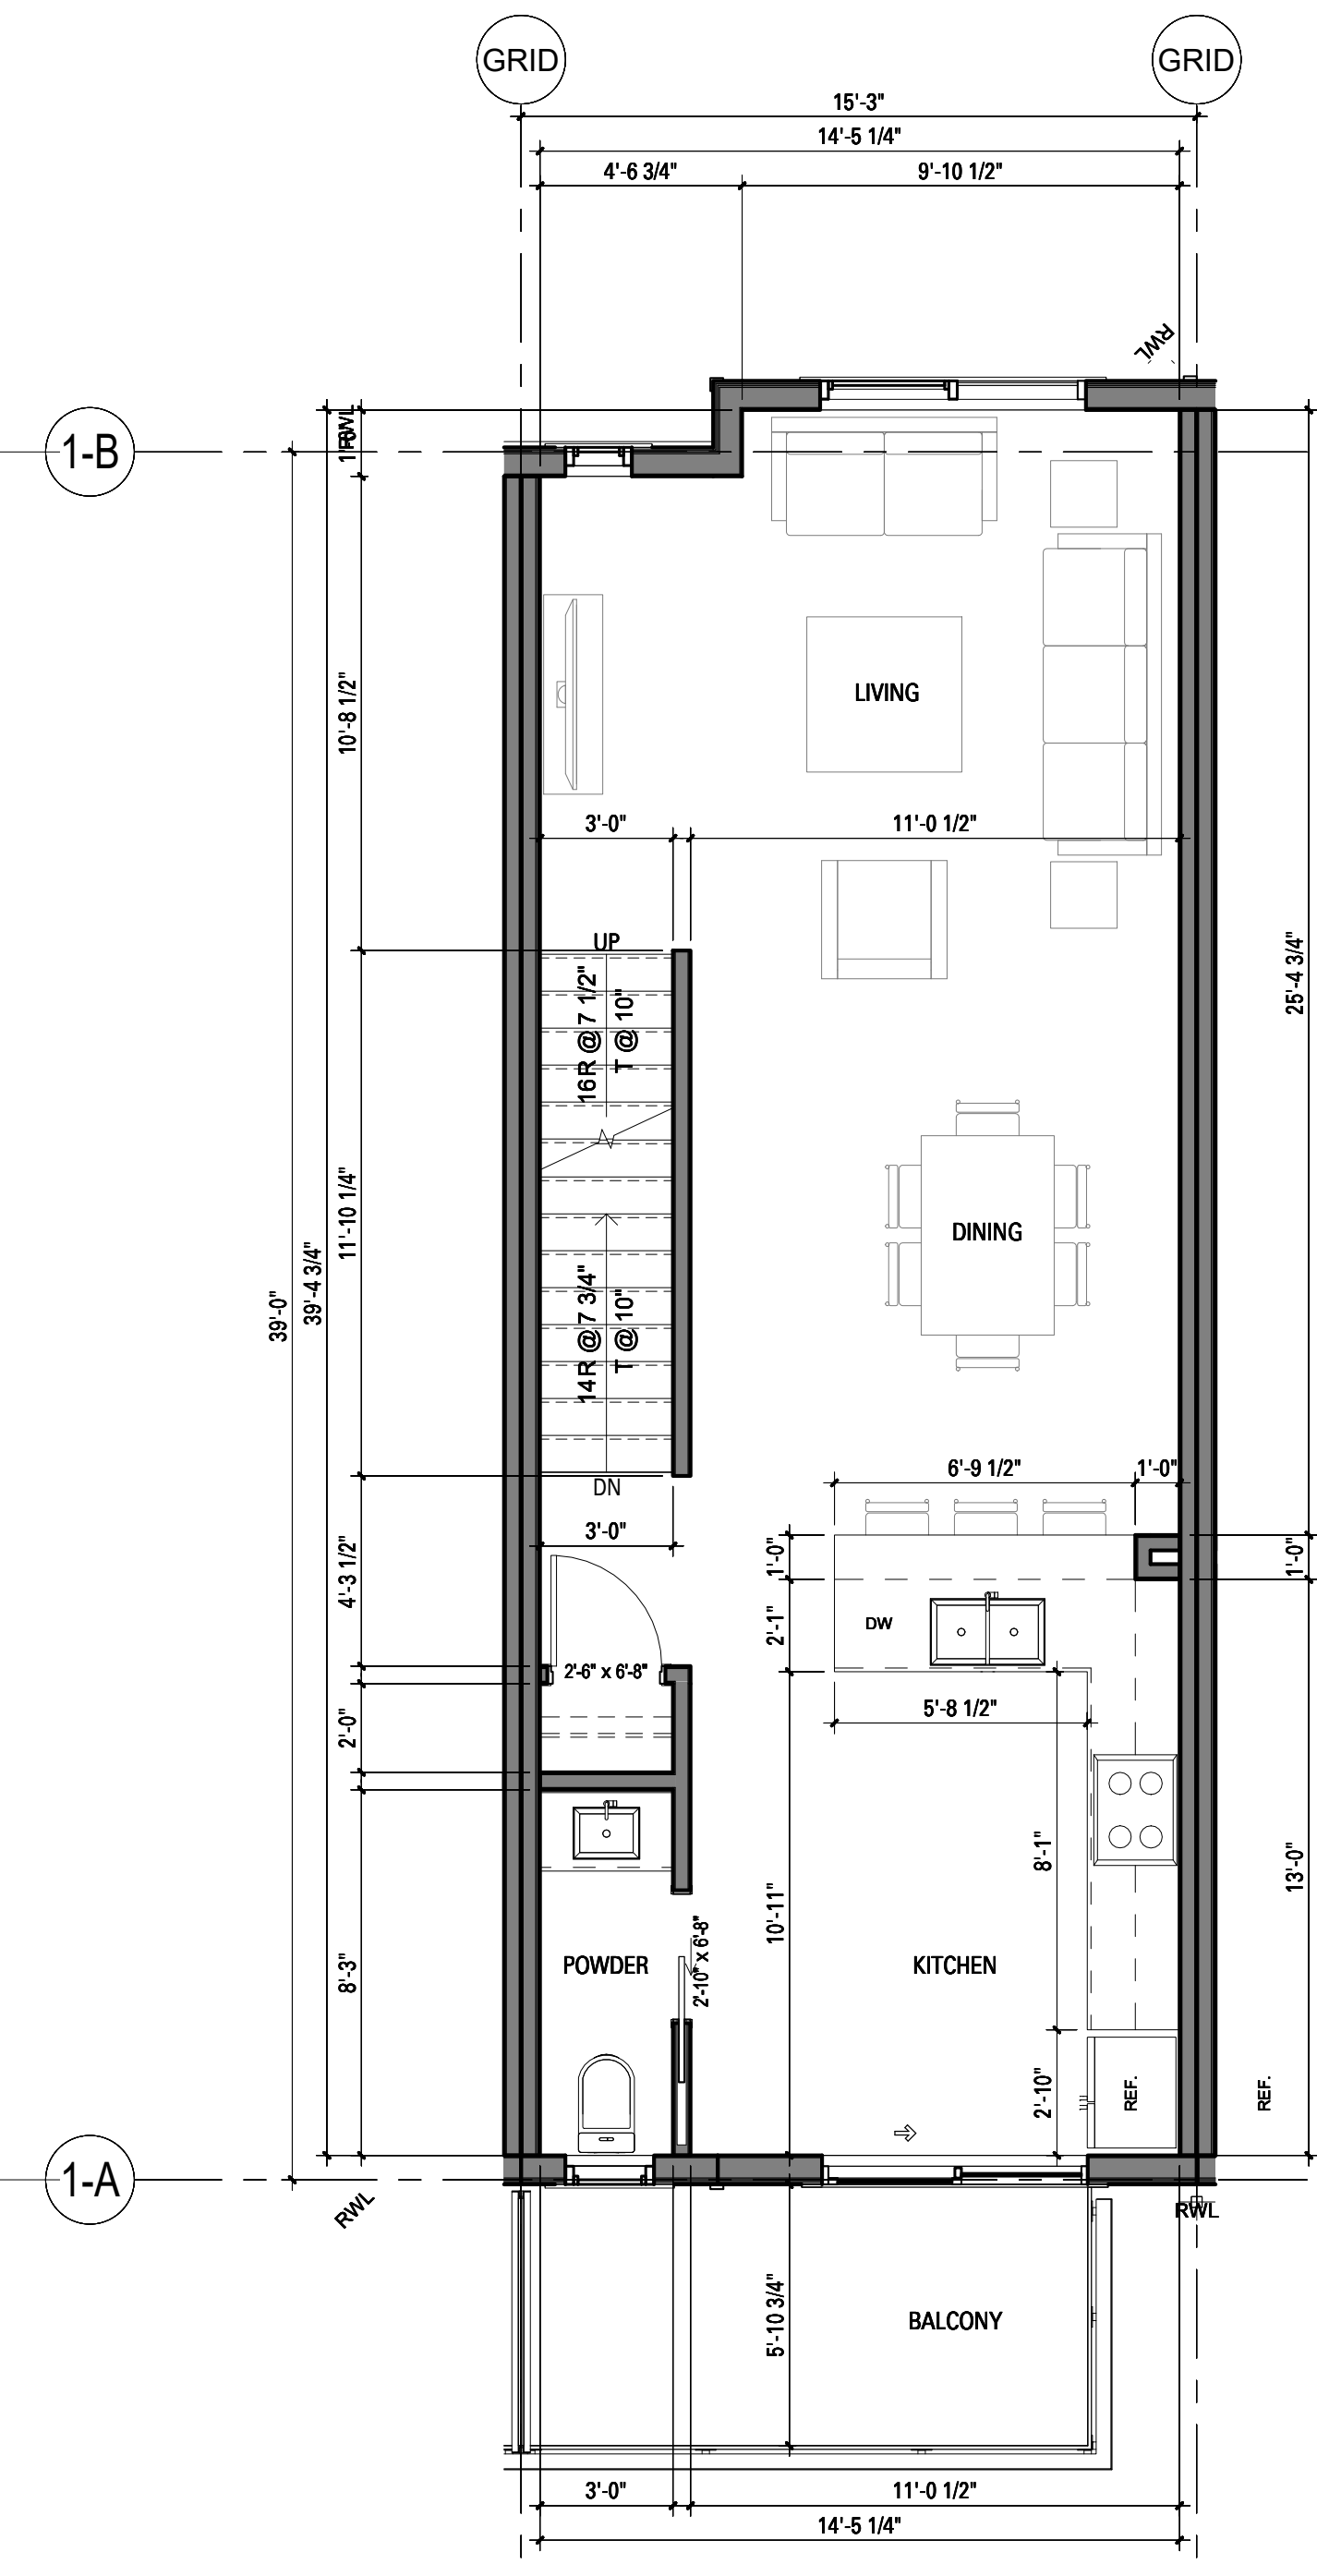 GRID
GRID
15'-3"
14'-5 1/4"
4'-6 3/4"
9'-10 1/2"
RWL
RWL
1-B
10'-8 1/2"
LIVING
3'-0"
11'-0 1/2"
UP
16R @ 7 1/2"
T @ 10"
25'-4 3/4"
11'-10 1/4"
DINING
39'-0"
39'-4 3/4"
14R @ 7 3/4"
T @ 10"
DN
6'-9 1/2"
1'-0"
3'-0"
4'-3 1/2"
1'-0"
1'-0"
2'-1"
DW
2'-6" x 6'-8"
5'-8 1/2"
2'-0"
8'-1"
13'-0"
10'-11"
8'-3"
POWDER
2'-10" x 6'-8"
KITCHEN
2'-10"
REF.
REF.
1-A
RWL
RWL
5'-10 3/4"
BALCONY
3'-0"
11'-0 1/2"
14'-5 1/4"